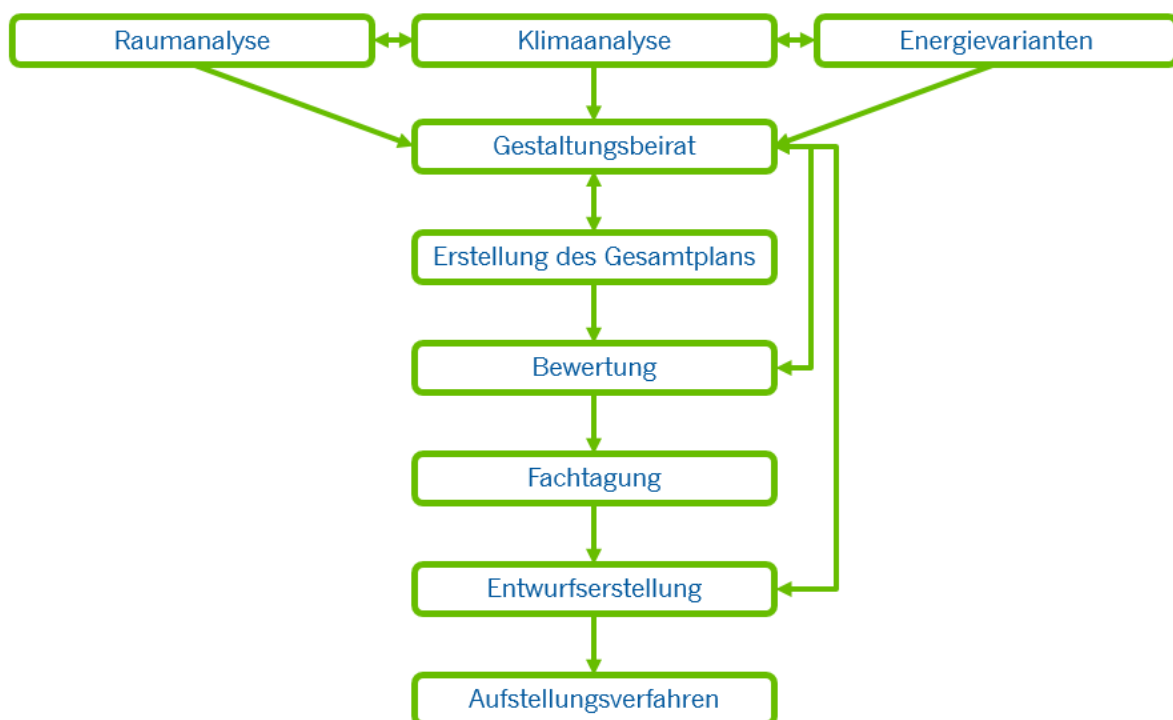 Raumanalyse
Klimaanalyse
Energievarianten
Gestaltungsbeirat
Erstellung des Gesamtplans
Bewertung
Fachtagung
Entwurfserstellung
Aufstellungsverfahren